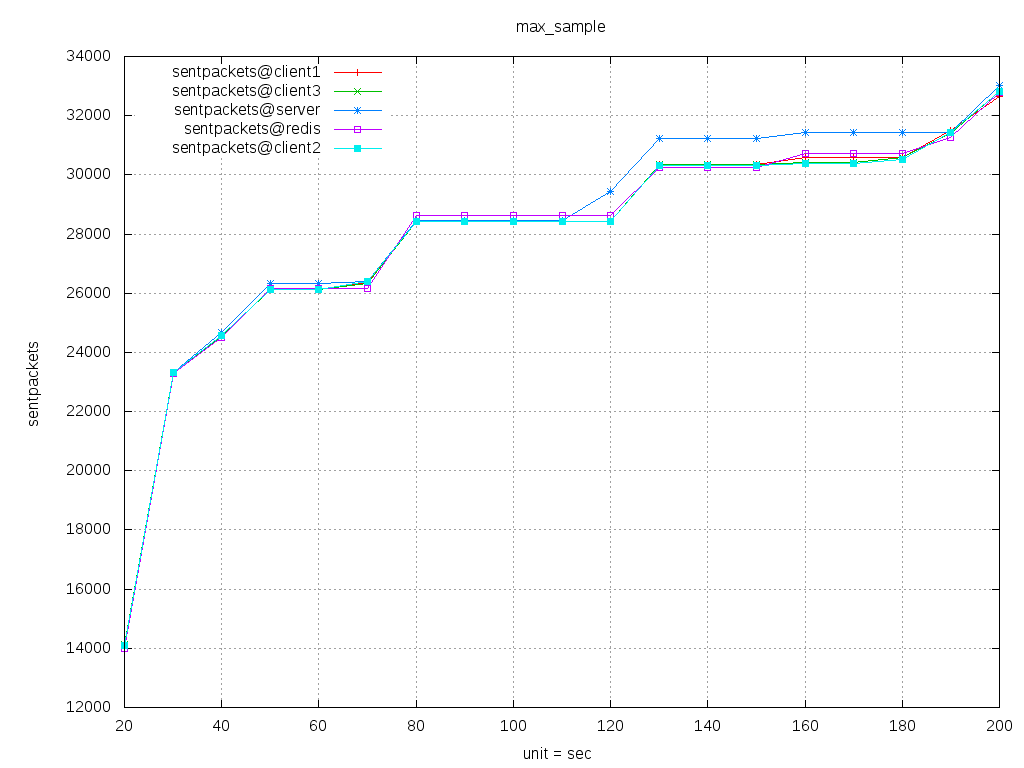 max_sample
34000
32000
30000
28000
26000
24000
22000
20000
18000
16000
14000
12000
sentpackets
sentpackets@client1
sentpackets@client3
sentpackets@server
sentpackets@redis
sentpackets@client2
20 40 60 80 100 120 140 160 180 200
unit = sec